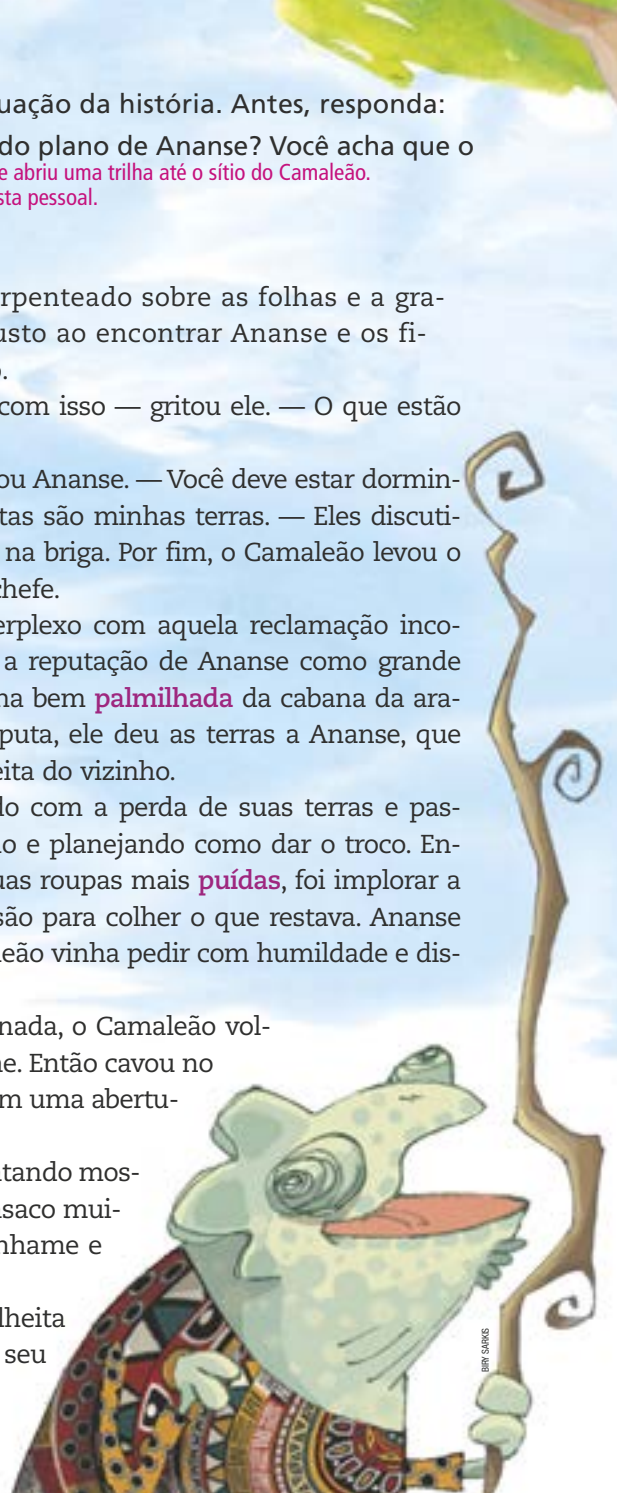 uação da história. Antes, responda:
do plano de Ananse? Você acha que o
e abriu uma trilha até o sítio do Camaleão.
sta pessoal.
rpenteado sobre as folhas e a gra-
usto ao encontrar Ananse e os fi-
.
com isso — gritou ele. — O que estão
ou Ananse. — Você deve estar dormin-
tas são minhas terras. — Eles discuti-
na briga. Por fim, o Camaleão levou o
chefe.
erplexo com aquela reclamação inco-
a reputação de Ananse como grande
na bem palmilhada da cabana da ara-
puta, ele deu as terras a Ananse, que
eita do vizinho.
do com a perda de suas terras e pas-
o e planejando como dar o troco. En-
uas roupas mais puídas, foi implorar a
são para colher o que restava. Ananse
eão vinha pedir com humildade e dis-
nada, o Camaleão vol-
ne. Então cavou no
m uma abertu-
ntando mos-
saco mui-
nhame e
lheita
seu
BIRY SARKIS